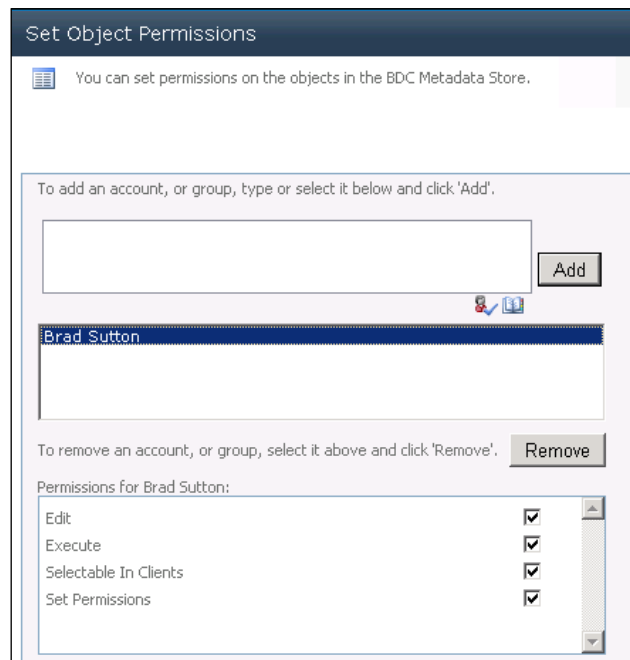 Set Object Permissions
You can set permissions on the objects in the BDC Metadata Store.
To add an account, or group, type or select it below and click 'Add'.
Add
Brad Sutton
To remove an account, or group, select it above and click 'Remove'.
Remove
Permissions for Brad Sutton:
Edit
Execute
Selectable In Clients
Set Permissions